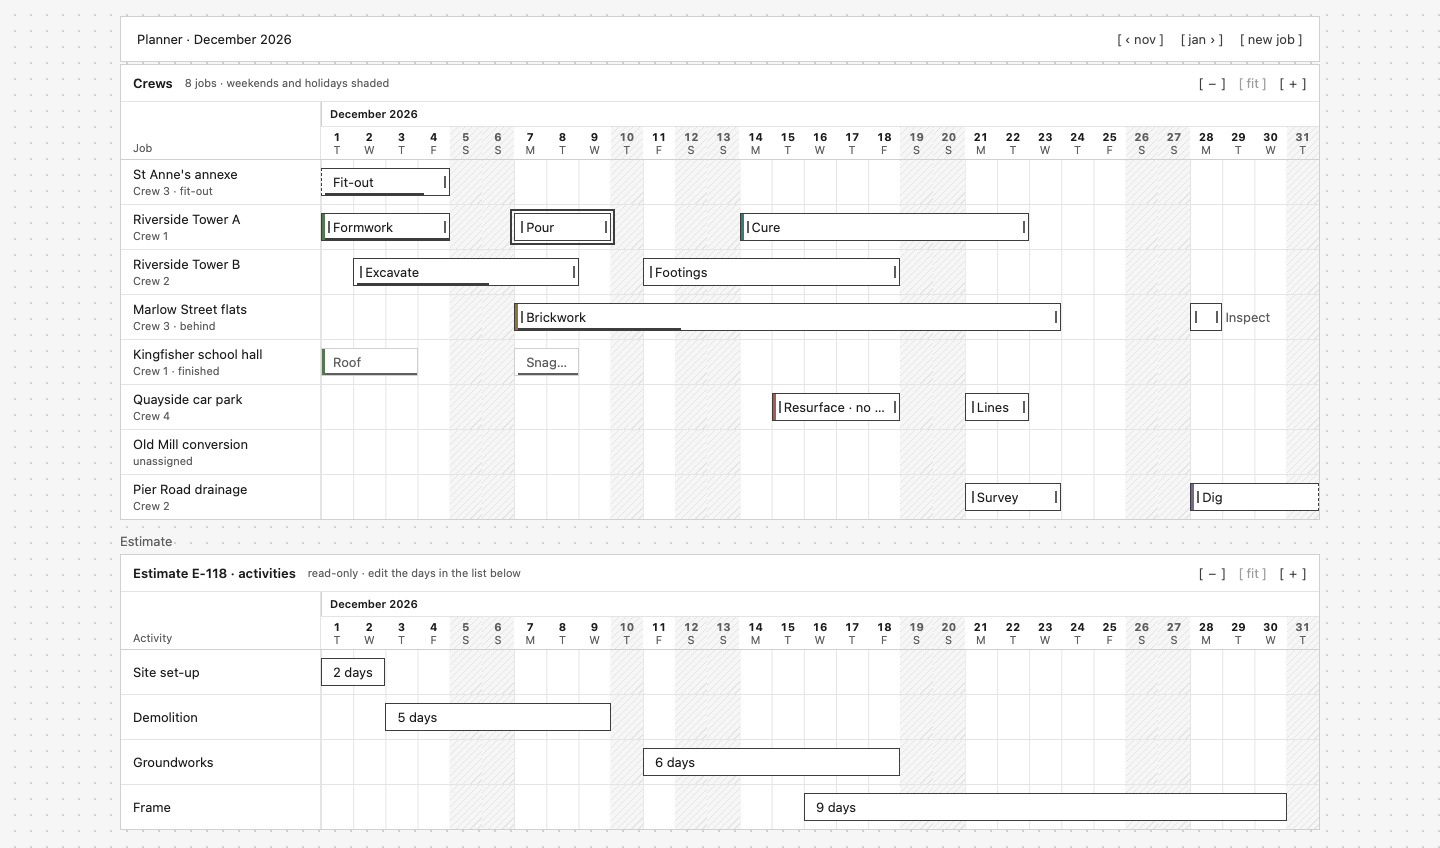 Planner · December 2026 [ ‹ nov ] [ jan › ] [ new job ]
Crews 8 jobs · weekends and holidays shaded [ − ] [ fit ] [ + ]
December 2026
1 2 3 4 5 6 7 8 9 10 11 12 13 14 15 16 17 18 19 20 21 22 23 24 25 26 27 28 29 30 31
Job T W T F S S M T W T F S S M T W T F S S M T W T F S S M T W T
St Anne's annexe
Crew 3 · fit-out
Fit-out
Riverside Tower A
Crew 1
Formwork Pour Cure
Riverside Tower B
Crew 2
Excavate Footings
Marlow Street flats
Crew 3 · behind
Brickwork Inspect
Kingfisher school hall
Crew 1 · finished
Roof Snag…
Quayside car park
Crew 4
Resurface · no … Lines
Old Mill conversion
unassigned
Pier Road drainage
Crew 2
Survey Dig
Estimate
Estimate E-118 · activities read-only · edit the days in the list below [ − ] [ fit ] [ + ]
December 2026
1 2 3 4 5 6 7 8 9 10 11 12 13 14 15 16 17 18 19 20 21 22 23 24 25 26 27 28 29 30 31
Activity T W T F S S M T W T F S S M T W T F S S M T W T F S S M T W T
Site set-up 2 days
Demolition 5 days
Groundworks 6 days
Frame 9 days